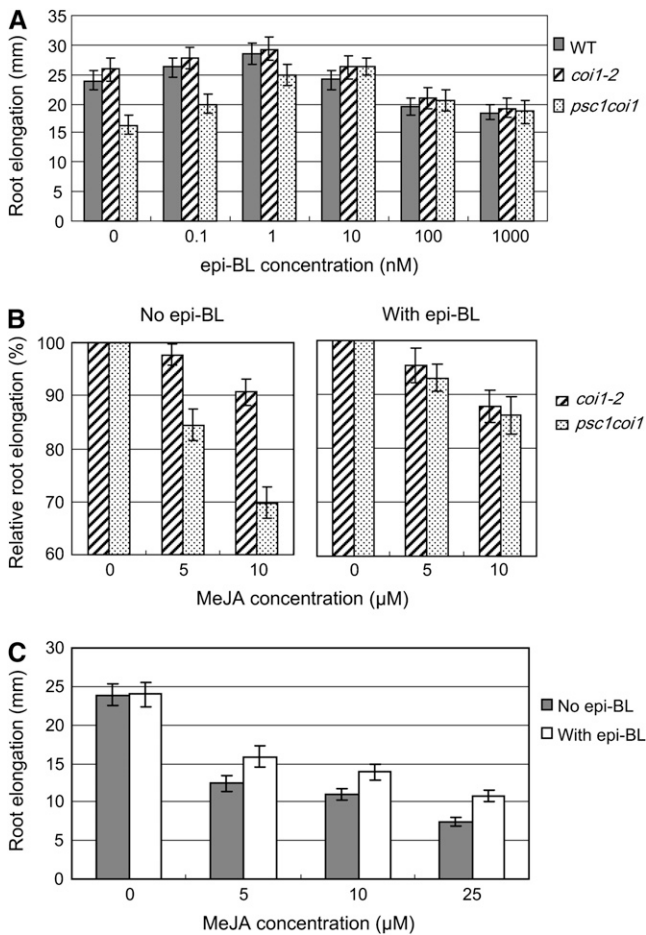 A
Root elongation (mm)
35
30
25
20
15
10
5
0
0 0.1 1 10 100 1000
epi-BL concentration (nM)
WT
coi1-2
psc1coi1
B
No epi-BL With epi-BL
Relative root elongation (%)
100
90
80
70
60
0 5 10 0 5 10
MeJA concentration (µM)
coi1-2
psc1coi1
C
Root elongation (mm)
30
25
20
15
10
5
0
0 5 10 25
MeJA concentration (µM)
No epi-BL
With epi-BL